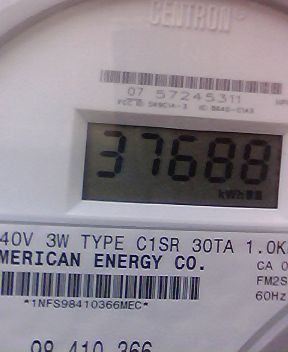 CENTRON®
07 57245311
37688
kWh
40V 3W TYPE C1SR 30TA 1.0K
MERICAN ENERGY CO.
CA 0
FM2S
60Hz
*1NFS98410366MEC*
98 410 366